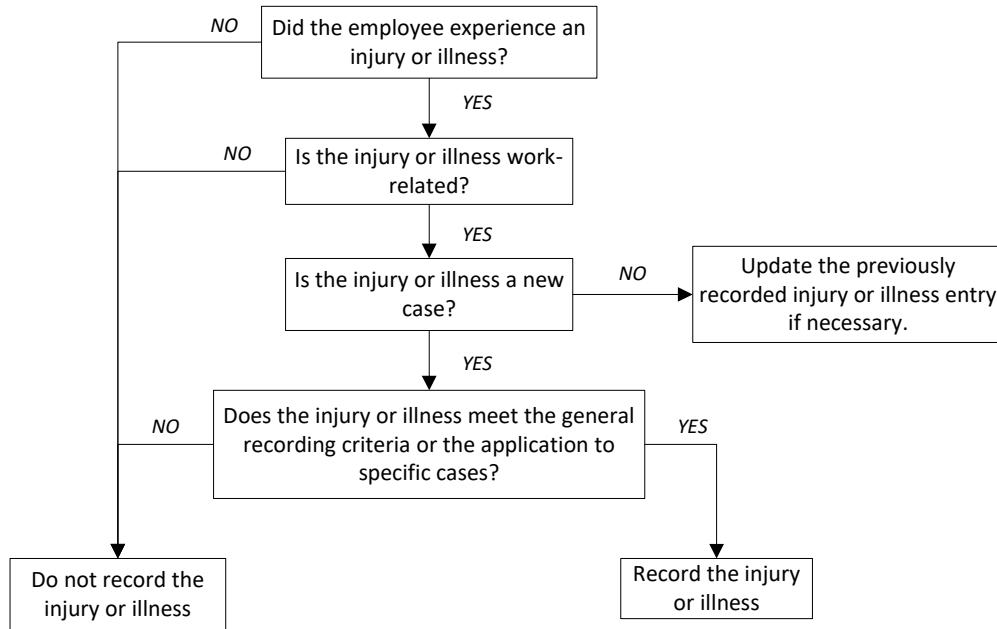 NO
Did the employee experience an
injury or illness?
YES
NO
Is the injury or illness work-
related?
YES
Is the injury or illness a new
case?
NO
Update the previously
recorded injury or illness entry
if necessary.
YES
NO
Does the injury or illness meet the general
recording criteria or the application to
specific cases?
YES
Do not record the
injury or illness
Record the injury
or illness